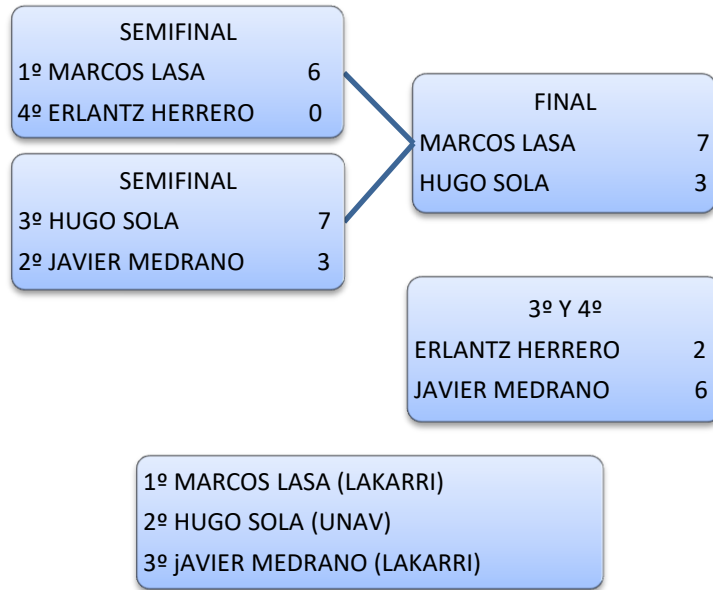 SEMIFINAL
1º MARCOS LASA 6
4º ERLANTZ HERRERO 0
SEMIFINAL
3º HUGO SOLA 7
2º JAVIER MEDRANO 3
FINAL
MARCOS LASA 7
HUGO SOLA 3
3º Y 4º
ERLANTZ HERRERO 2
JAVIER MEDRANO 6
1º MARCOS LASA (LAKARRI)
2º HUGO SOLA (UNAV)
3º jAVIER MEDRANO (LAKARRI)